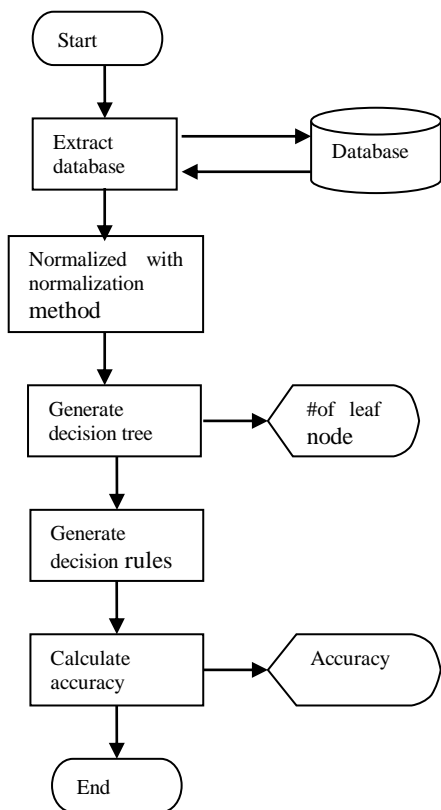 Start
Extract
database
Database
Normalized with
normalization
method
Generate
decision tree
#of leaf
node
Generate
decision rules
Calculate
accuracy
Accuracy
End